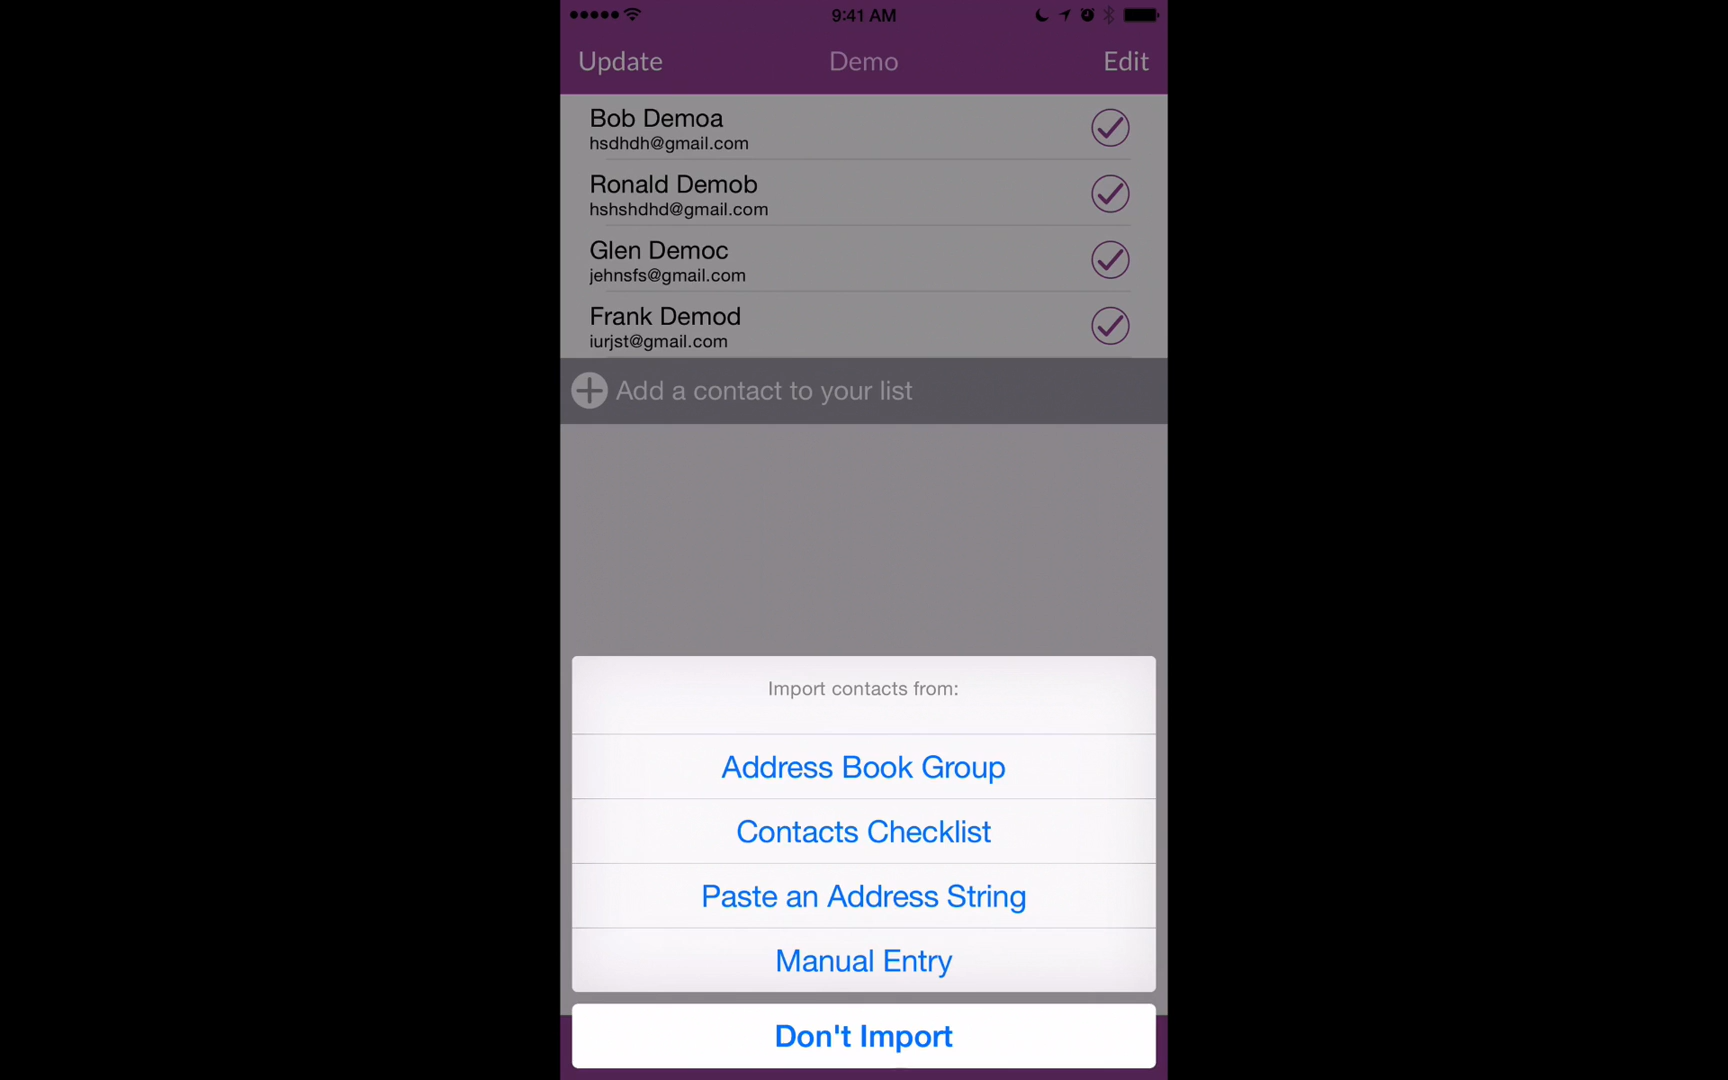 9:41 AM
Update Demo Edit
Bob Demoa
hsdhdh@gmail.com
Ronald Demob
hshshdhd@gmail.com
Glen Democ
jehnsfs@gmail.com
Frank Demod
iurjst@gmail.com
Add a contact to your list
Import contacts from:
Address Book Group
Contacts Checklist
Paste an Address String
Manual Entry
Don't Import